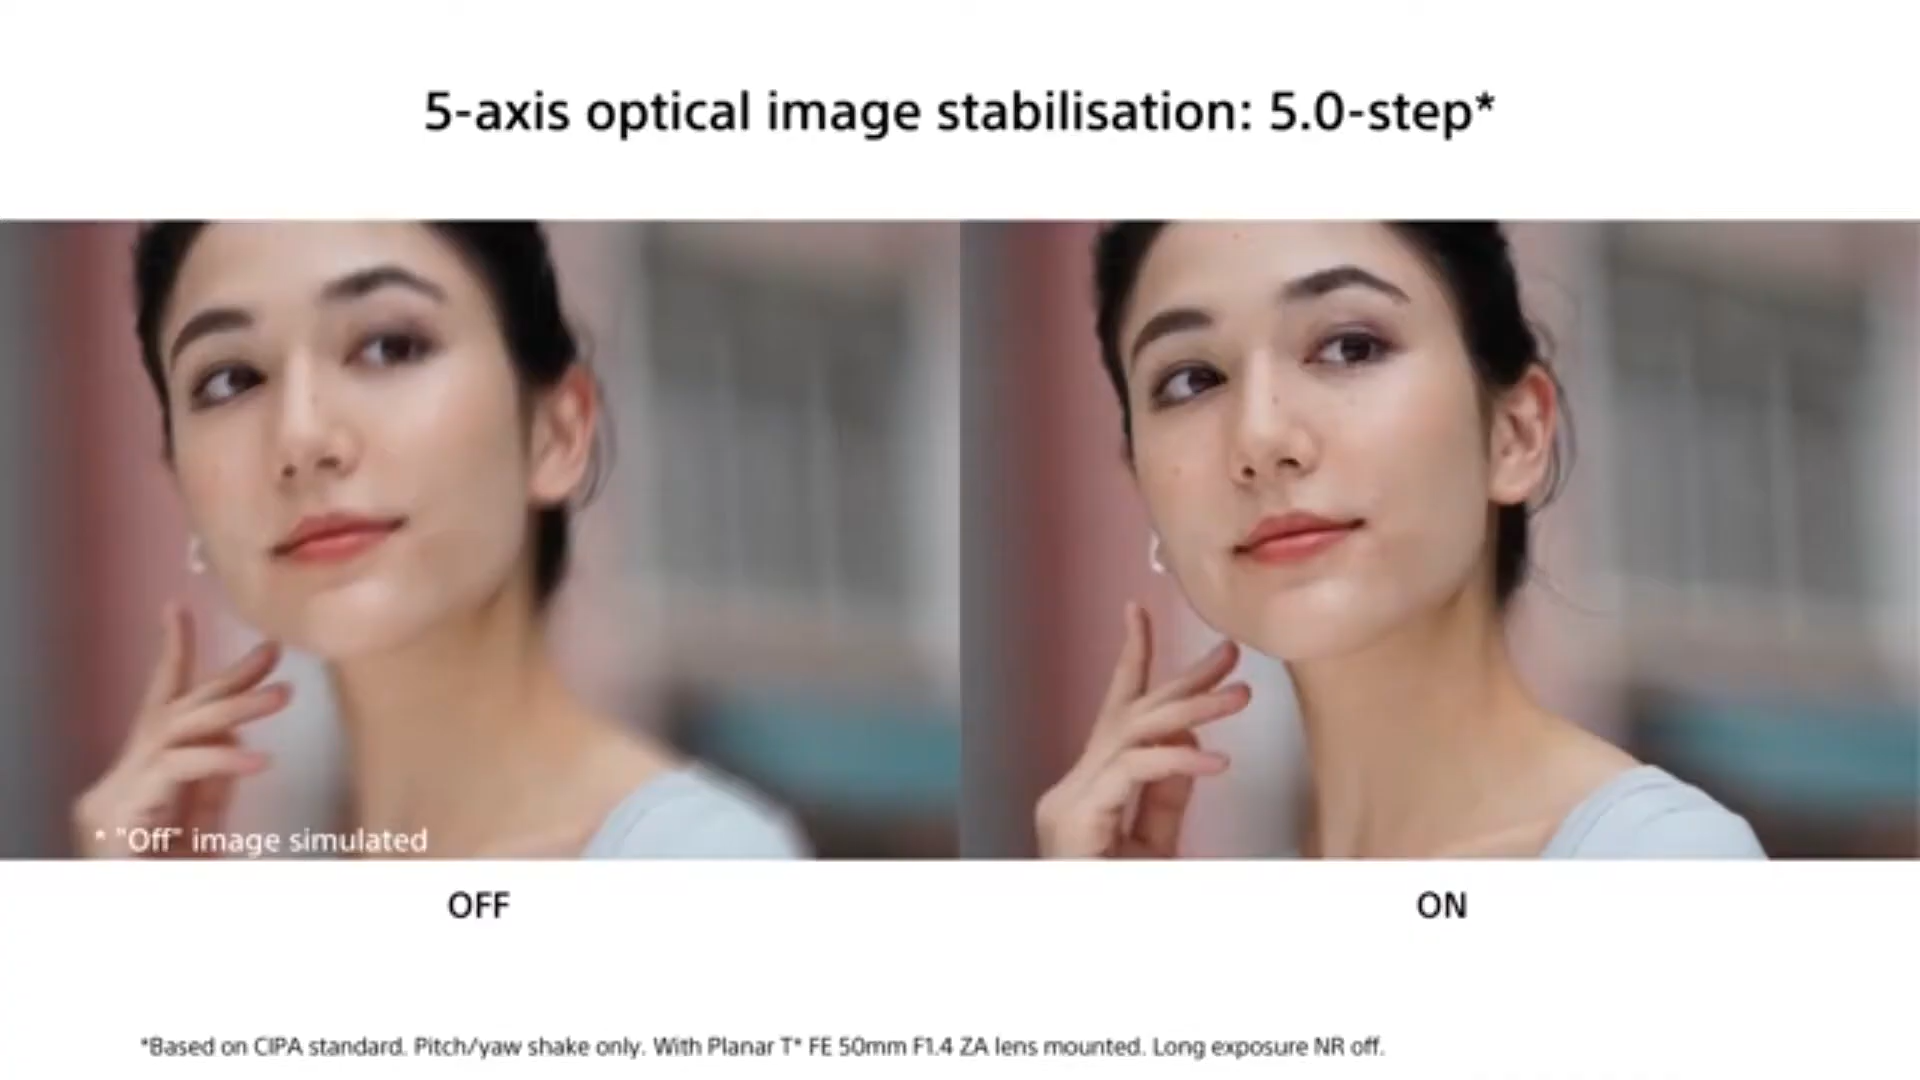 5-axis optical image stabilisation: 5.0-step*
* "Off" image simulated
OFF
ON
*Based on CIPA standard. Pitch/yaw shake only. With Planar T* FE 50mm F1.4 ZA lens mounted. Long exposure NR off.